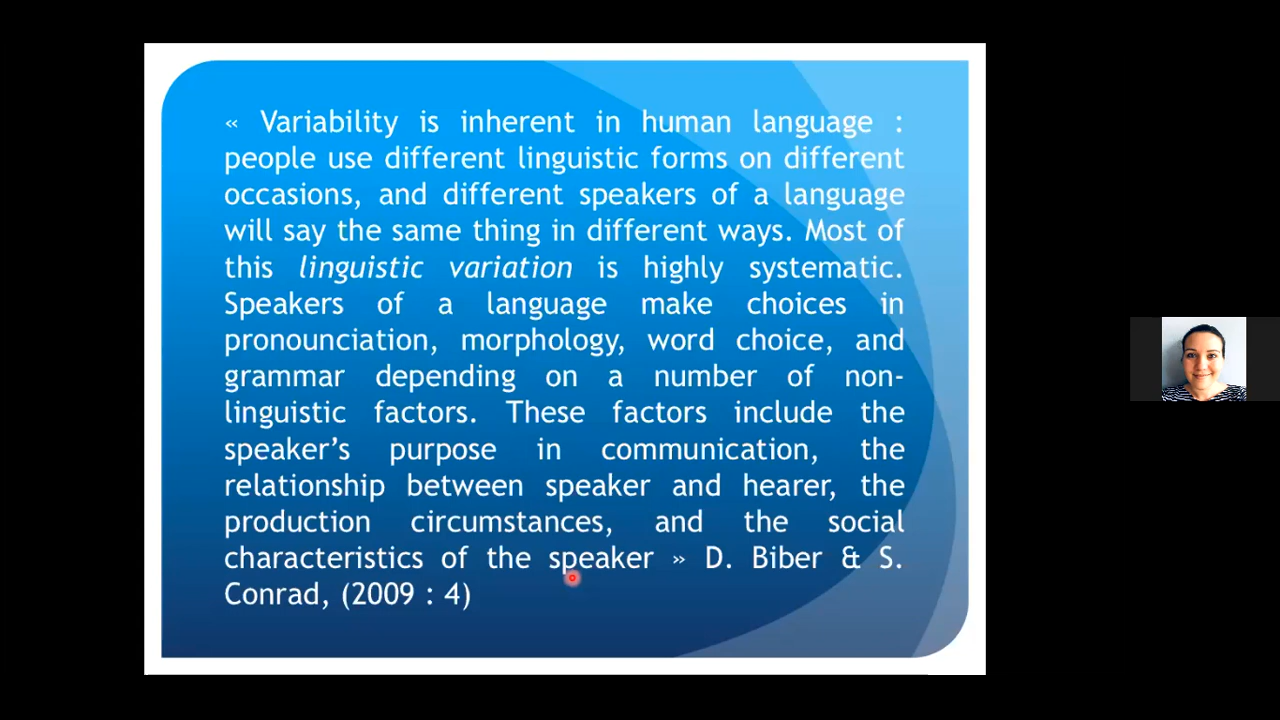 « Variability is inherent in human language :
people use different linguistic forms on different
occasions, and different speakers of a language
will say the same thing in different ways. Most of
this linguistic variation is highly systematic.
Speakers of a language make choices in
pronounciation, morphology, word choice, and
grammar depending on a number of non-
linguistic factors. These factors include the
speaker’s purpose in communication, the
relationship between speaker and hearer, the
production circumstances, and the social
characteristics of the speaker » D. Biber & S.
Conrad, (2009 : 4)